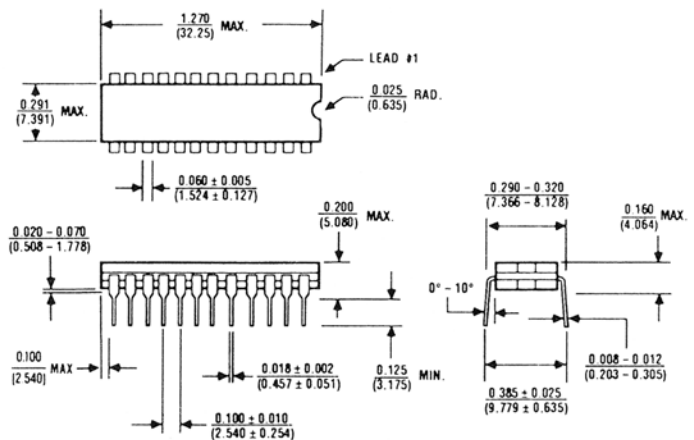 1.270 MAX.
(32.25)
LEAD #1
0.291 MAX.
(7.391)
0.025 RAD.
(0.635)
0.060 ± 0.005
(1.524 ± 0.127)
0.290 – 0.320
(7.366 – 8.128)
0.200 MAX.
(5.080)
0.160 MAX.
(4.064)
0.020 – 0.070
(0.508 – 1.778)
0° – 10°
0.100 MAX
(2.540)
0.018 ± 0.002
(0.457 ± 0.051)
0.125 MIN.
(3.175)
0.008 – 0.012
(0.203 – 0.305)
0.100 ± 0.010
(2.540 ± 0.254)
0.385 ± 0.025
(9.779 ± 0.635)